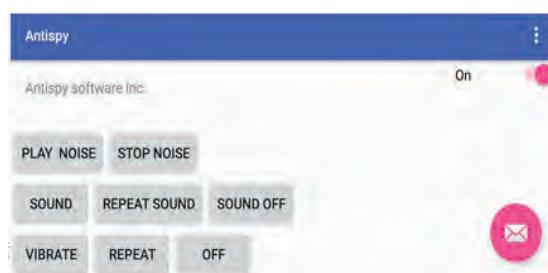 Antispy
On
Antispy software Inc.
PLAY NOISE STOP NOISE
SOUND REPEAT SOUND SOUND OFF
VIBRATE REPEAT OFF